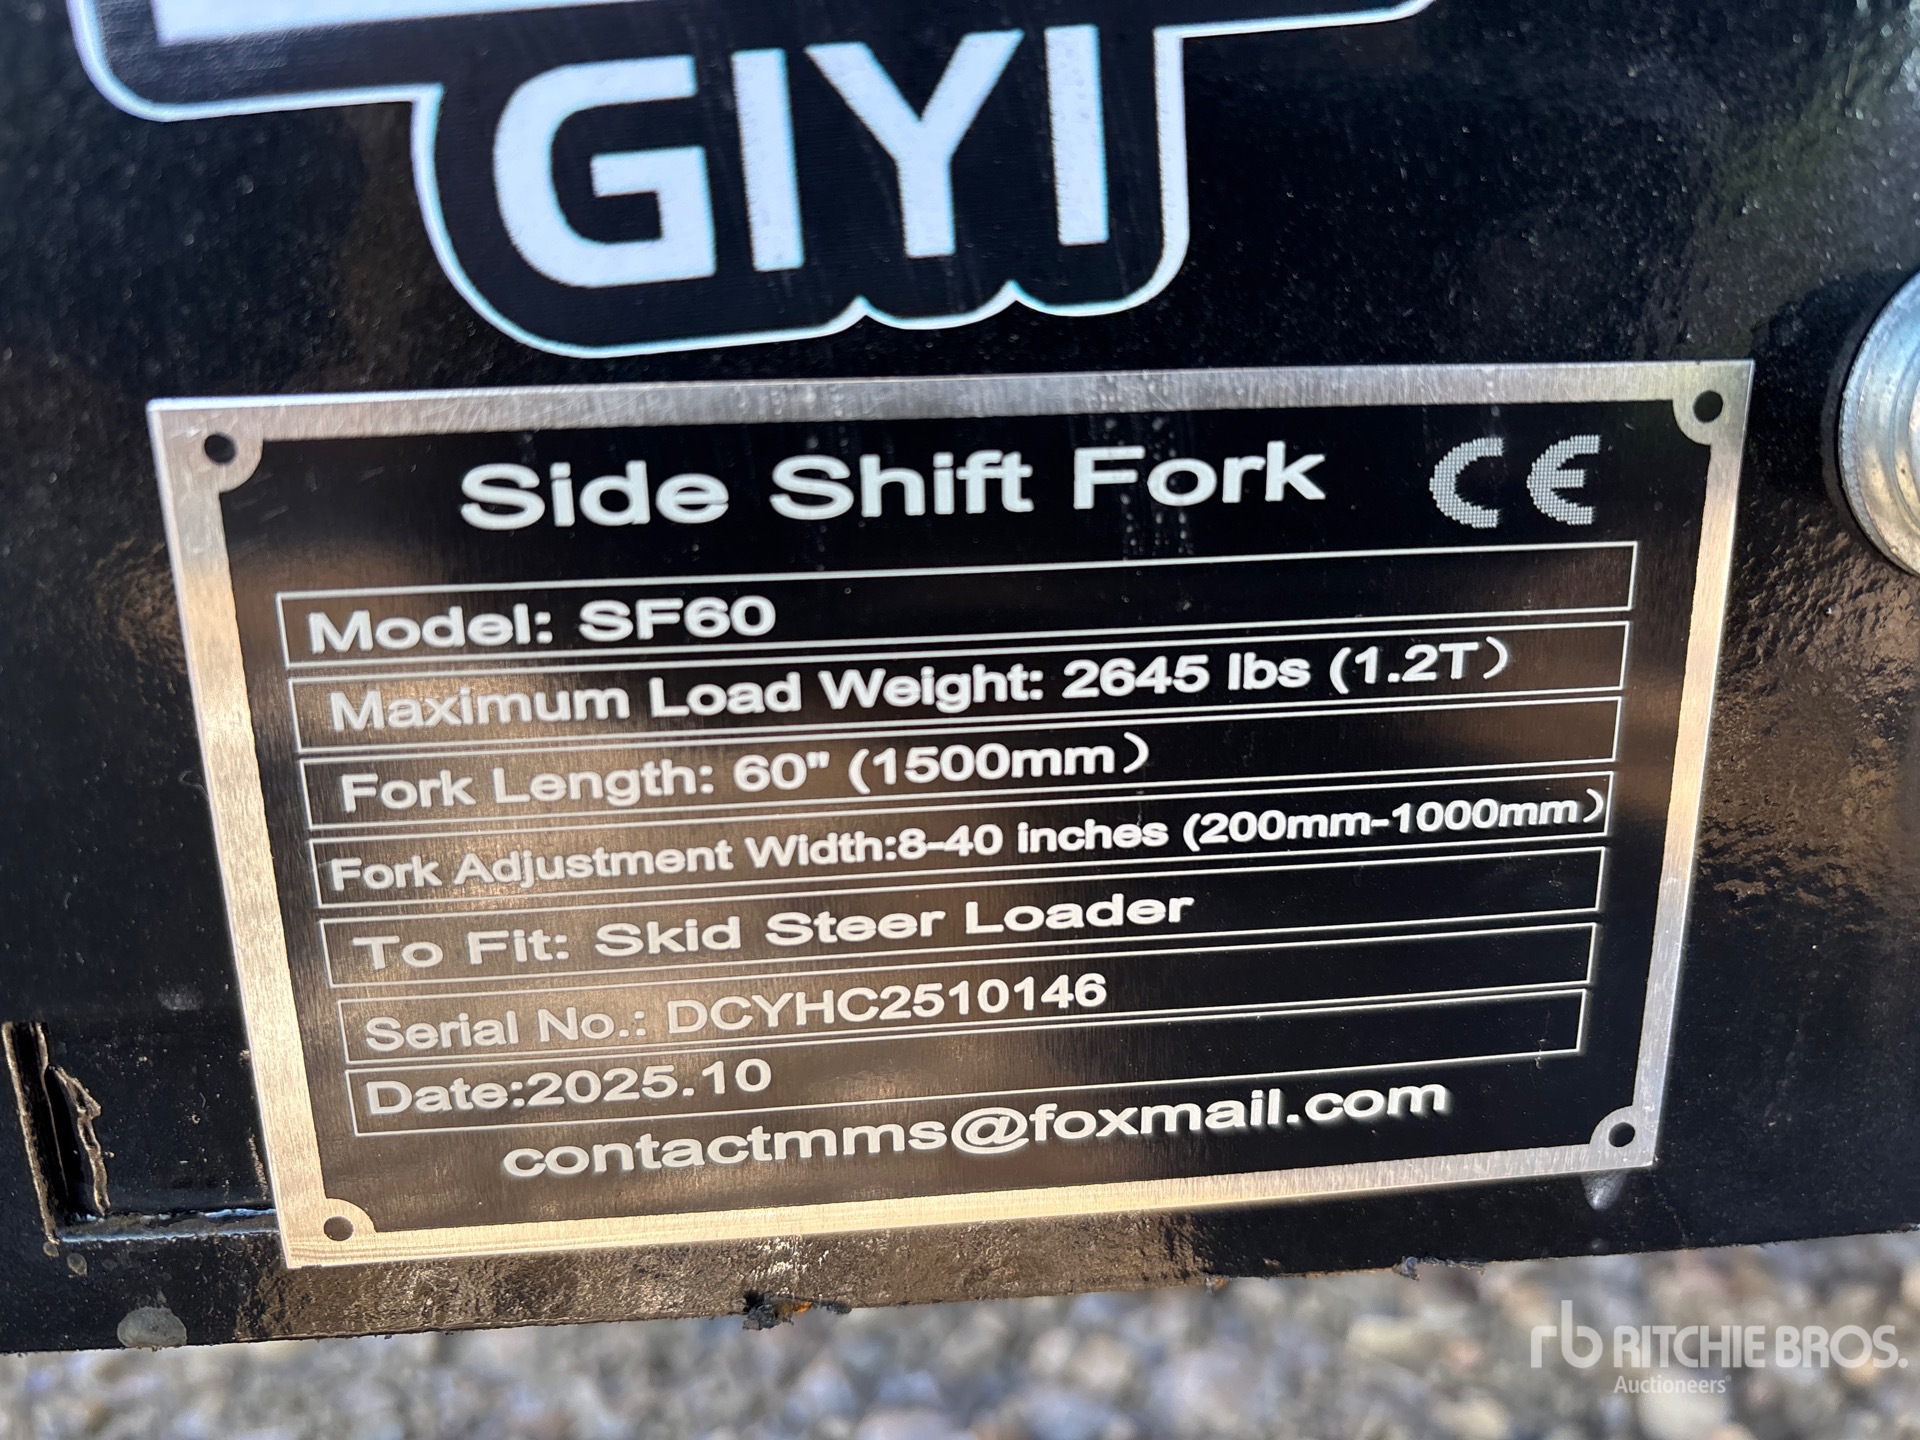 GIYI
Side Shift Fork CE
Model: SF60
Maximum Load Weight: 2645 lbs (1.2T)
Fork Length: 60" (1500mm)
Fork Adjustment Width:8-40 inches (200mm-1000mm)
To Fit: Skid Steer Loader
Serial No.: DCYHC2510146
Date:2025.10
contactmms@foxmail.com
rb RITCHIE BROS.
Auctioneers